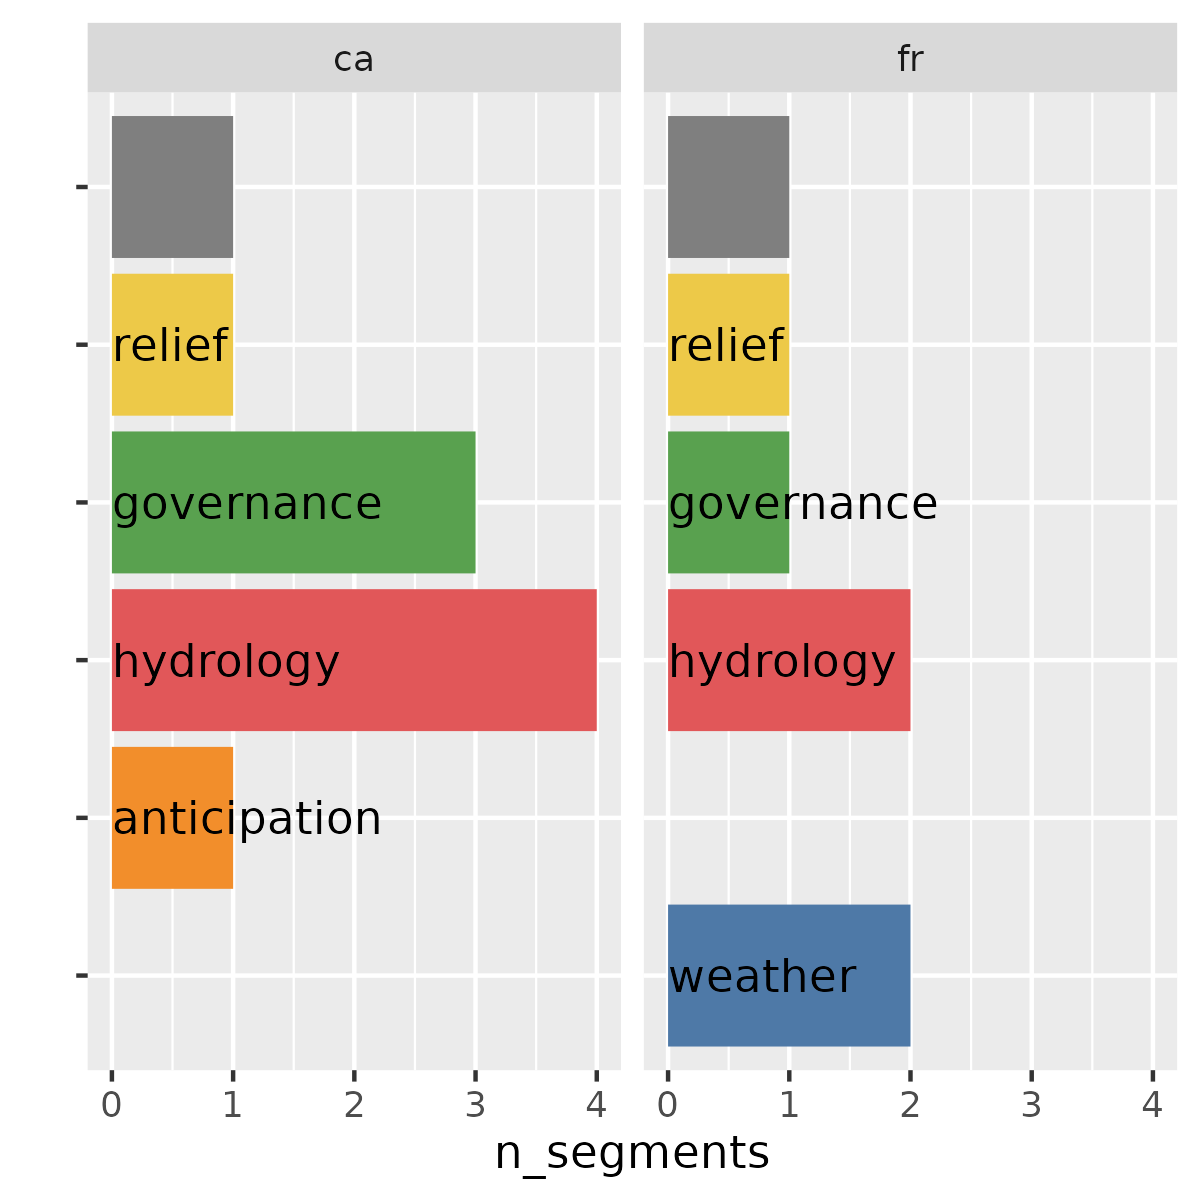 ca
fr
relief
relief
governance
governance
hydrology
hydrology
anticipation
weather
0 1 2 3 4
0 1 2 3 4
n_segments